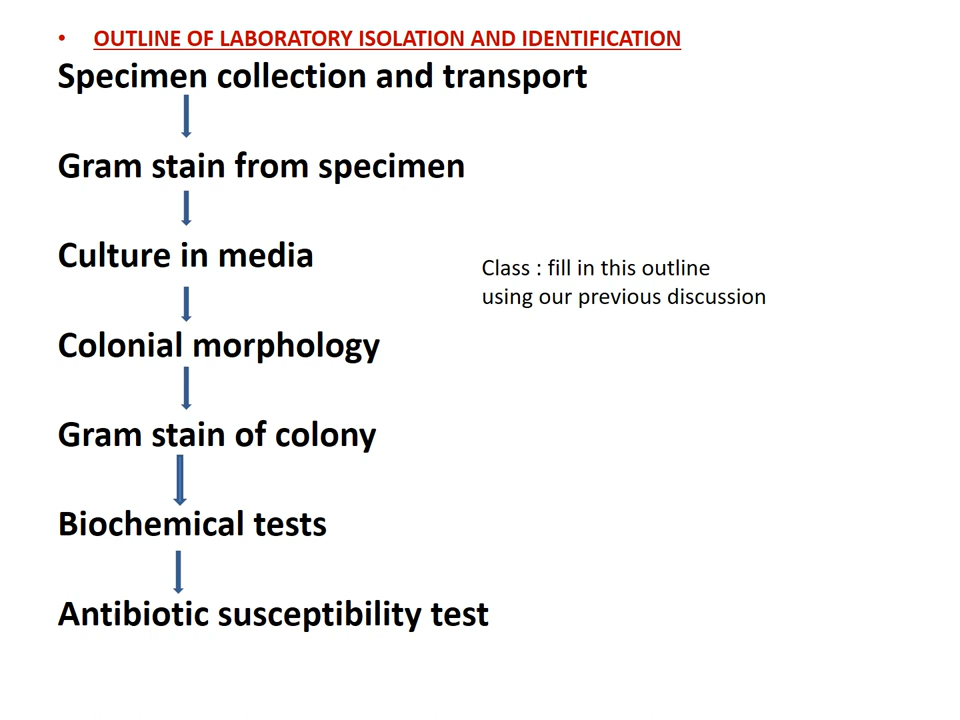 • OUTLINE OF LABORATORY ISOLATION AND IDENTIFICATION
Specimen collection and transport
Gram stain from specimen
Culture in media
Class : fill in this outline
using our previous discussion
Colonial morphology
Gram stain of colony
Biochemical tests
Antibiotic susceptibility test